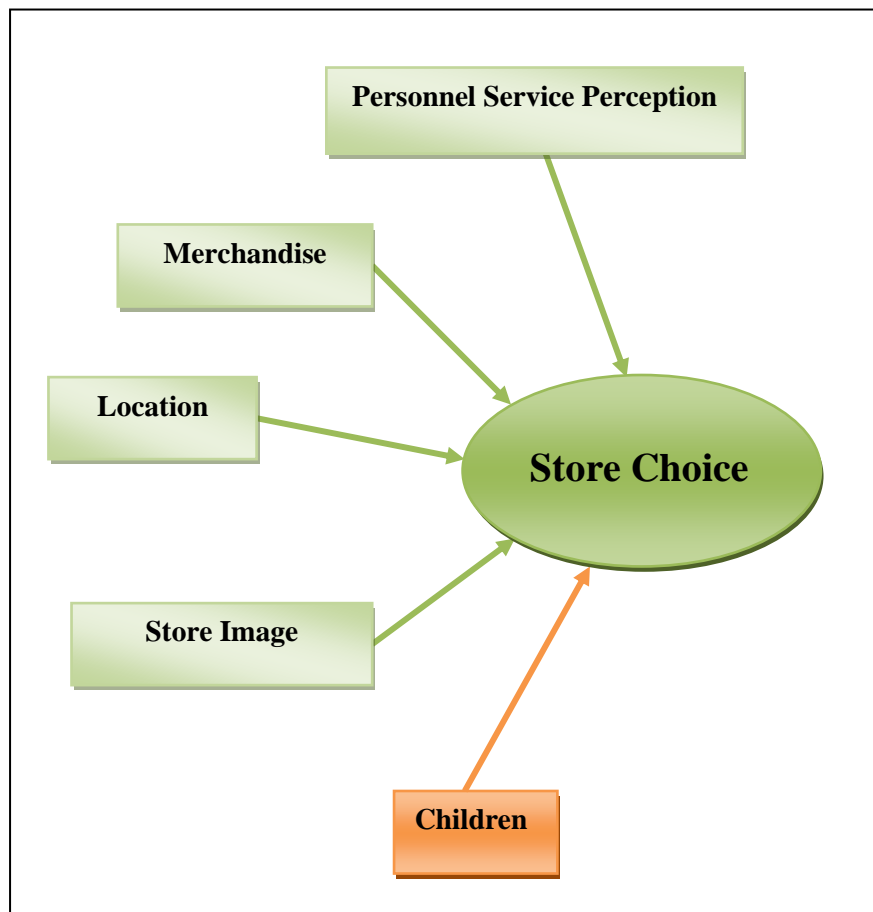 Personnel Service Perception
Merchandise
Location
Store Choice
Store Image
Children